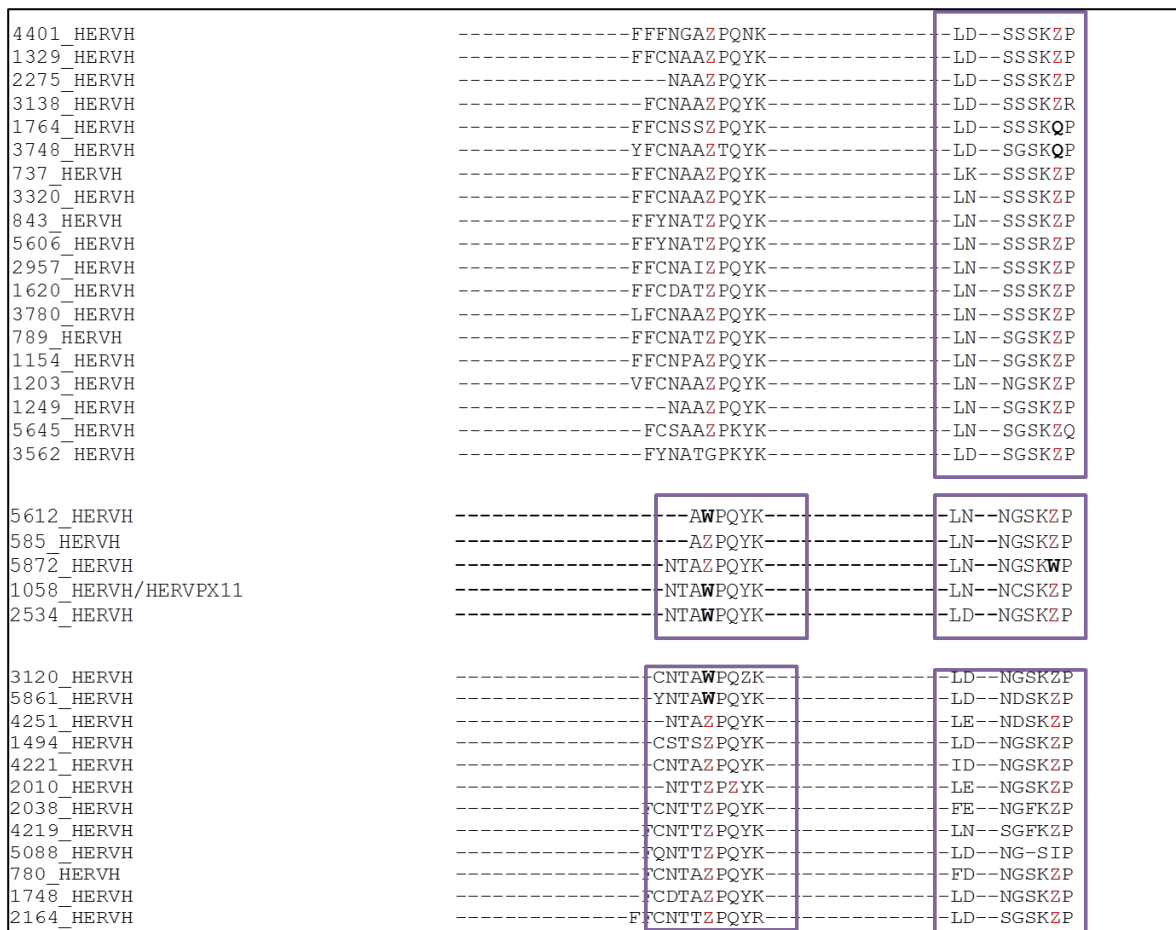 4401_HERVH --------------FFFNGAZPQNK---------------LD--SSSKZP
1329_HERVH --------------FFCNAAZPQYK---------------LD--SSSKZP
2275_HERVH -----------------NAAZPQYK---------------LD--SSSKZP
3138_HERVH ---------------FCNAAZPQYK---------------LD--SSSKZR
1764_HERVH --------------FFCNSSZPQYK---------------LD--SSSKQP
3748_HERVH --------------YFCNAAZTQYK---------------LD--SGSKQP
737_HERVH --------------FFCNAAZPQYK---------------LK--SSSKZP
3320_HERVH --------------FFCNAAZPQYK---------------LN--SSSKZP
843_HERVH --------------FFYNATZPQYK---------------LN--SSSKZP
5606_HERVH --------------FFYNATZPQYK---------------LN--SSSRZP
2957_HERVH --------------FFCNAIZPQYK---------------LN--SSSKZP
1620_HERVH --------------FFCDATZPQYK---------------LN--SSSKZP
3780_HERVH --------------LFCNAAZPQYK---------------LN--SSSKZP
789_HERVH --------------FFCNATZPQYK---------------LN--SGSKZP
1154_HERVH --------------FFCNPAZPQYK---------------LN--SGSKZP
1203_HERVH --------------VFCNAAZPQYK---------------LN--NGSKZP
1249_HERVH -----------------NAAZPQYK---------------LN--SGSKZP
5645_HERVH ---------------FCSAAZPKYK---------------LN--SGSKZQ
3562_HERVH ---------------FYNATGPKYK---------------LD--SGSKZP
5612_HERVH -------------------AWPQYK---------------LN--NGSKZP
585_HERVH -------------------AZPQYK---------------LN--NGSKZP
5872_HERVH -----------------NTAZPQYK---------------LN--NGSKWP
1058_HERVH/HERVPX11 -----------------NTAWPQYK---------------LN--NCSKZP
2534_HERVH -----------------NTAWPQYK---------------LD--NGSKZP
3120_HERVH ----------------CNTAWPQZK---------------LD--NGSKZP
5861_HERVH ----------------YNTAWPQYK---------------LD--NDSKZP
4251_HERVH -----------------NTAZPQYK---------------LE--NDSKZP
1494_HERVH ----------------CSTSZPQYK---------------LD--NGSKZP
4221_HERVH ----------------CNTAZPQYK---------------ID--NGSKZP
2010_HERVH -----------------NTTZPZYK---------------LE--NGSKZP
2038_HERVH ---------------FCNTTZPQYK---------------FE--NGFKZP
4219_HERVH ---------------FCNTTZPQYK---------------LN--SGFKZP
5088_HERVH ---------------FQNTTZPQYK---------------LD--NG-SIP
780_HERVH ---------------FCNTAZPQYK---------------FD--NGSKZP
1748_HERVH ---------------FCDTAZPQYK---------------LD--NGSKZP
2164_HERVH --------------FFCNTTZPQYR---------------LD--SGSKZP